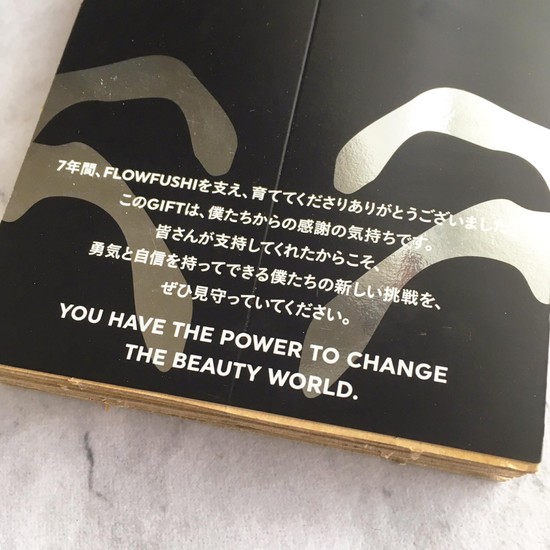 7年間、FLOWFUSHIを支え、育ててくださりありがとうございました
このGIFTは、僕たちからの感謝の気持ちです。
皆さんが支持してくれたからこそ、
勇気と自信を持ってできる僕たちの新しい挑戦を、
ぜひ見守っていてください。
YOU HAVE THE POWER TO CHANGE
THE BEAUTY WORLD.